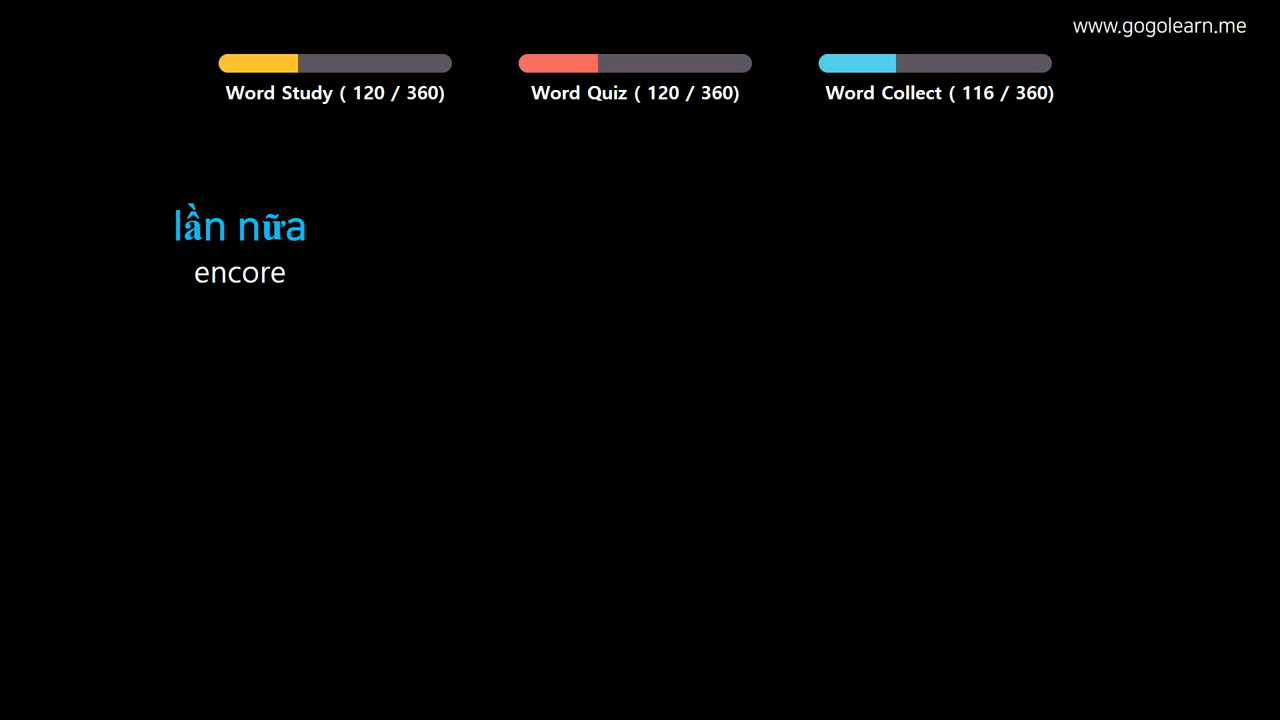 www.gogolearn.me
Word Study ( 120 / 360)
Word Quiz ( 120 / 360)
Word Collect ( 116 / 360)
lần nữa
encore